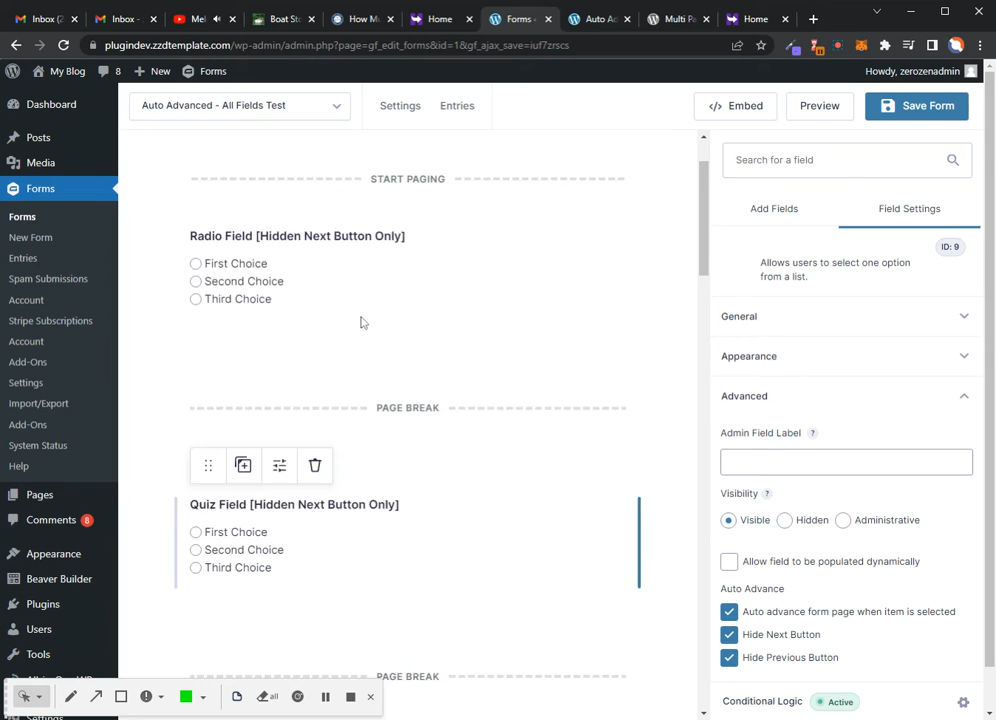 Inbox (2
Inbox -
Mel
Boat Sto
How Mu
Home
Forms
Auto Ad
Multi Pa
Home
plugindev.zzdtemplate.com/wp-admin/admin.php?page=gf_edit_forms&id=1&gf_ajax_save=iuf7zrscs
My Blog
8
New
Forms
Howdy, zerozenadmin
Dashboard
Posts
Media
Forms
Forms
New Form
Entries
Spam Submissions
Account
Stripe Subscriptions
Account
Add-Ons
Settings
Import/Export
Add-Ons
System Status
Help
Pages
Comments 8
Appearance
Beaver Builder
Plugins
Users
Tools
Settings
Auto Advanced - All Fields Test
Settings
Entries
</> Embed
Preview
Save Form
START PAGING
Radio Field [Hidden Next Button Only]
First Choice
Second Choice
Third Choice
PAGE BREAK
Quiz Field [Hidden Next Button Only]
First Choice
Second Choice
Third Choice
PAGE BREAK
all
Search for a field
Add Fields
Field Settings
ID: 9
Allows users to select one option
from a list.
General
Appearance
Advanced
Admin Field Label ?
Visibility ?
Visible
Hidden
Administrative
Allow field to be populated dynamically
Auto Advance
Auto advance form page when item is selected
Hide Next Button
Hide Previous Button
Conditional Logic
Active